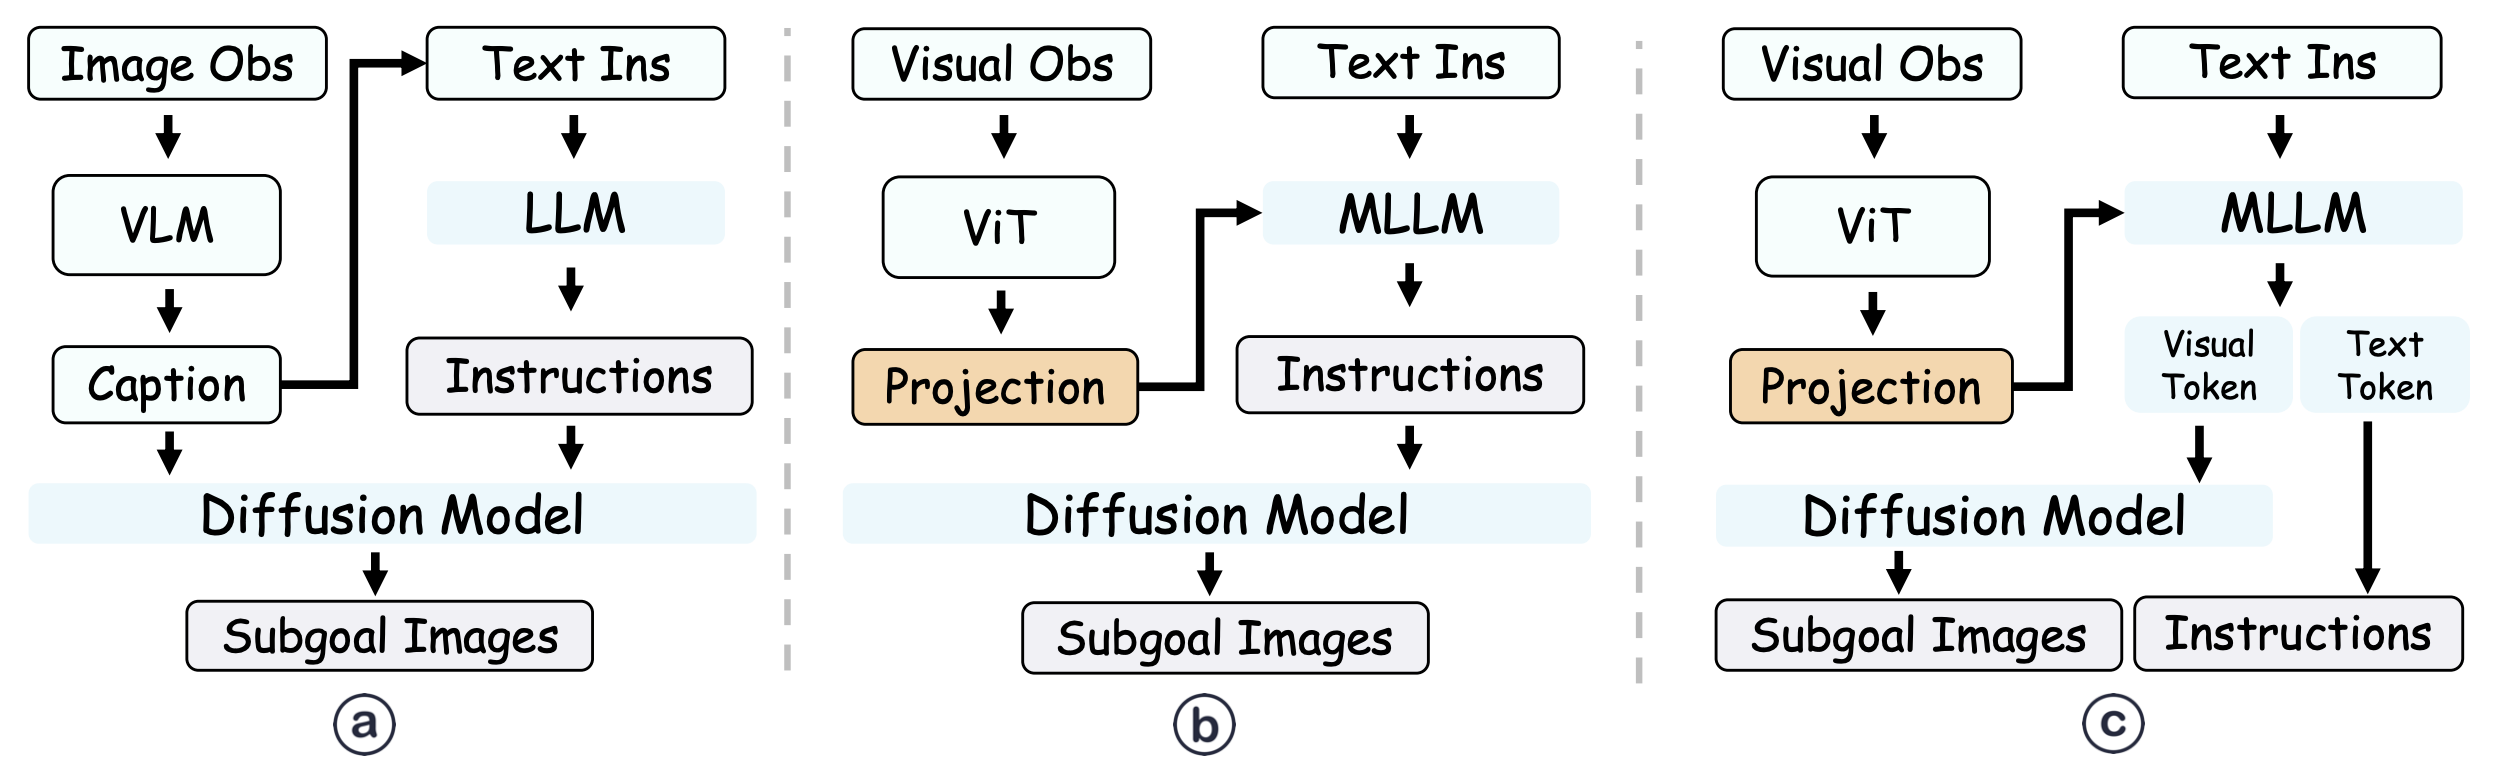 Image Obs
VLM
Caption
Text Ins
LLM
Instructions
Diffusion Model
Subgoal Images
a
Visual Obs
ViT
Projection
Text Ins
MLLM
Instructions
Diffusion Model
Subgoal Images
b
Visual Obs
ViT
Projection
Text Ins
MLLM
Visual
Token
Text
Token
Diffusion Model
Subgoal Images
Instructions
c